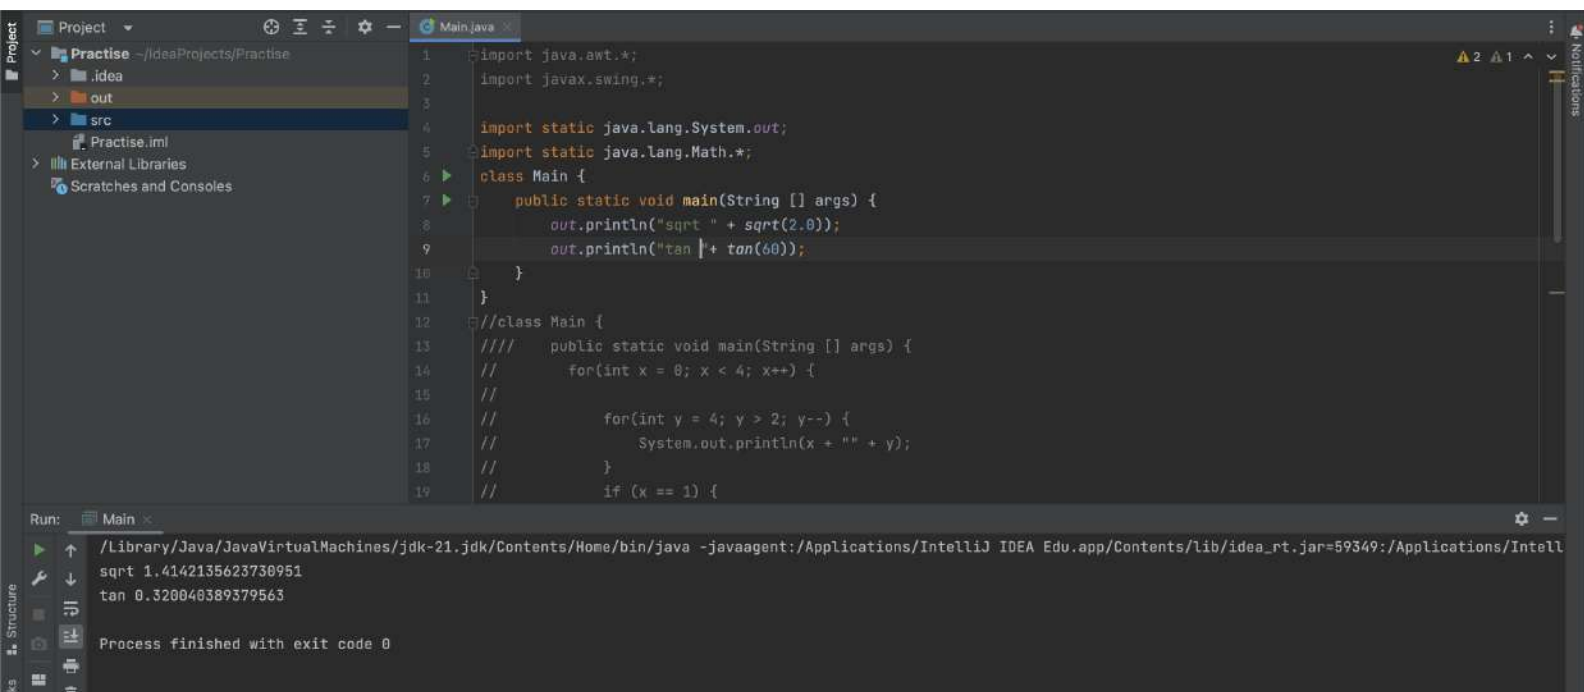 Project
Main.java
Project
Notifications
Practise ~/IdeaProjects/Practise
.idea
out
src
Practise.iml
External Libraries
Scratches and Consoles
2 1
1 import java.awt.*;
2 import javax.swing.*;
3
4 import static java.lang.System.out;
5 import static java.lang.Math.*;
6 class Main {
7 public static void main(String [] args) {
8 out.println("sqrt " + sqrt(2.0));
9 out.println("tan "+ tan(60));
10 }
11 }
12 //class Main {
13 //// public static void main(String [] args) {
14 // for(int x = 0; x < 4; x++) {
15 //
16 // for(int y = 4; y > 2; y--) {
17 // System.out.println(x + "" + y);
18 // }
19 // if (x == 1) {
Run: Main
/Library/Java/JavaVirtualMachines/jdk-21.jdk/Contents/Home/bin/java -javaagent:/Applications/IntelliJ IDEA Edu.app/Contents/lib/idea_rt.jar=59349:/Applications/Intell
sqrt 1.4142135623730951
tan 0.320040389379563
Process finished with exit code 0
Structure